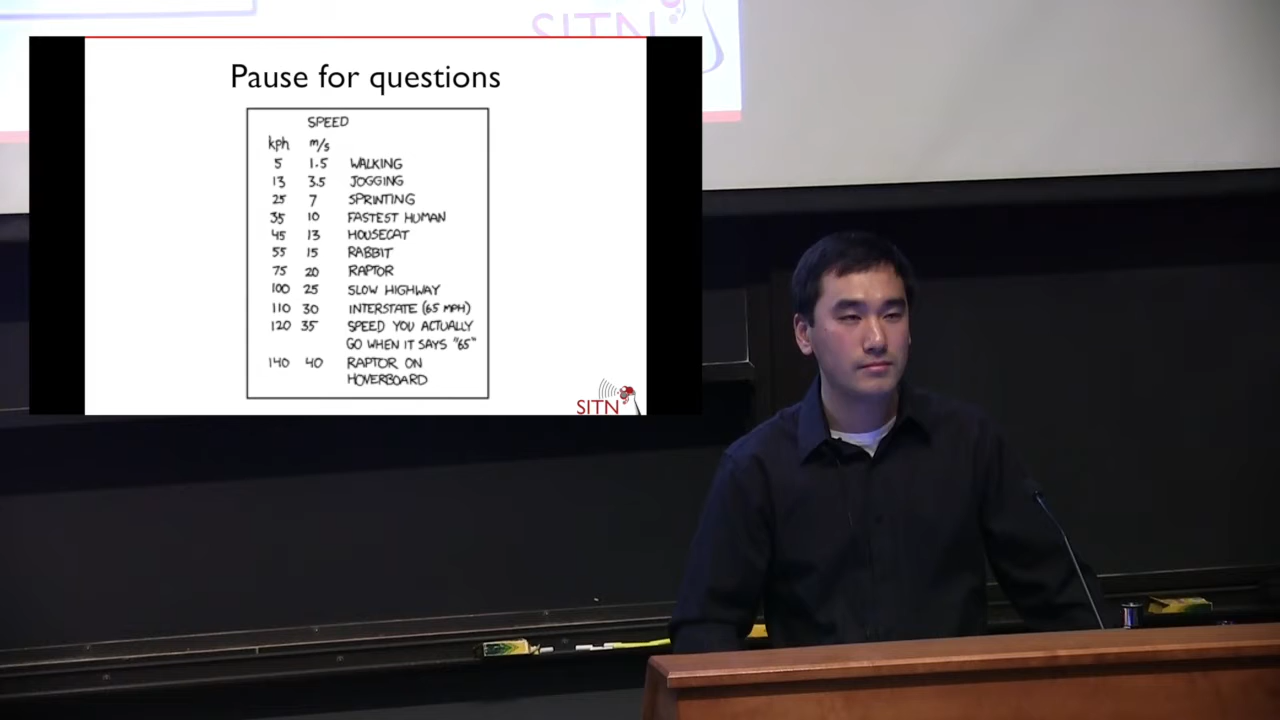 SITN
Pause for questions
SPEED
kph m/s
5 1.5 WALKING
13 3.5 JOGGING
25 7 SPRINTING
35 10 FASTEST HUMAN
45 13 HOUSECAT
55 15 RABBIT
75 20 RAPTOR
100 25 SLOW HIGHWAY
110 30 INTERSTATE (65 MPH)
120 35 SPEED YOU ACTUALLY
GO WHEN IT SAYS "65"
140 40 RAPTOR ON
HOVERBOARD
SITN